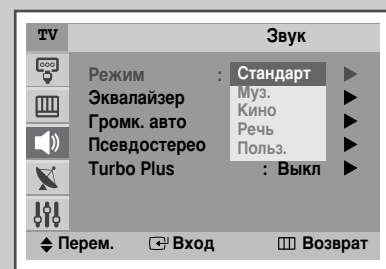 TV Звук
Режим : Стандарт
Муз.
Эквалайзер
Кино
Громк. авто
Речь
Псевдостерео
Польз.
Turbo Plus : Выкл
Перем. Вход Возврат